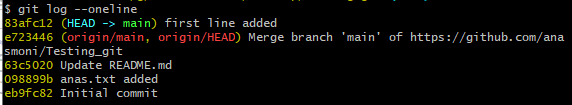 $ git log --oneline
83afc12 (HEAD -> main) first line added
e723446 (origin/main, origin/HEAD) Merge branch 'main' of https://github.com/ana
smoni/Testing_git
63c5020 Update README.md
098899b anas.txt added
eb9fc82 Initial commit